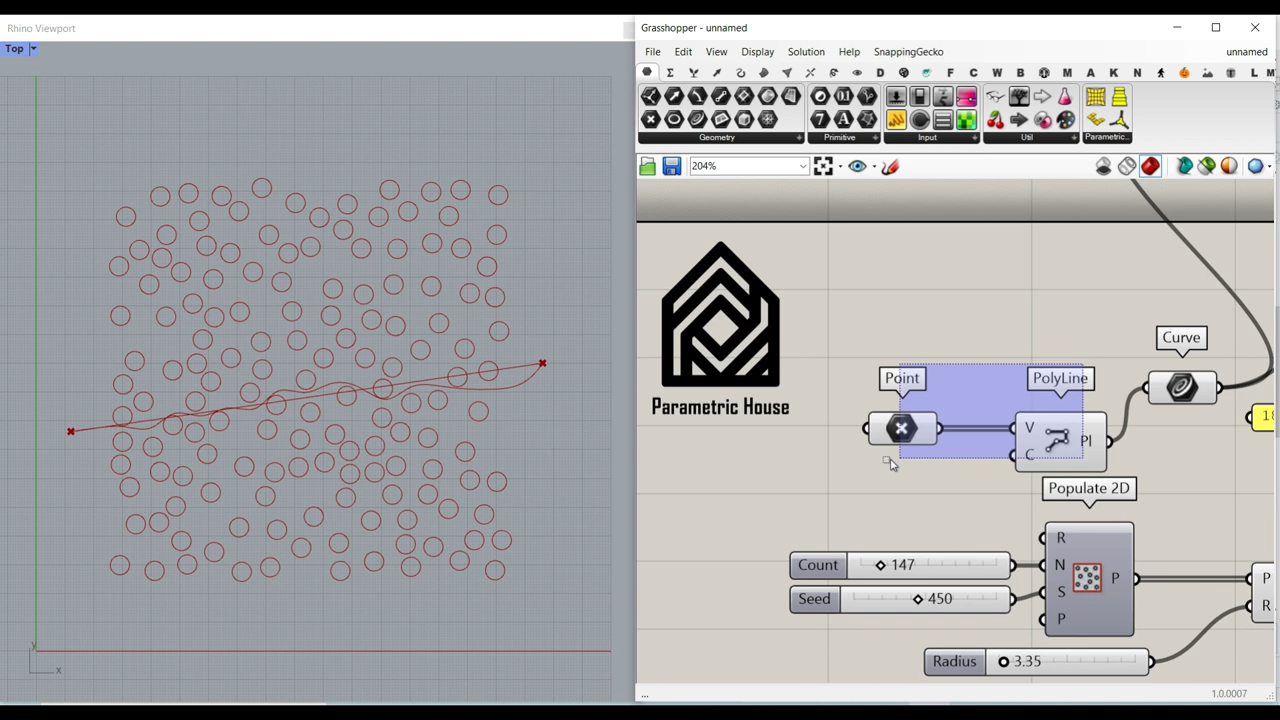 Rhino Viewport
Top
y
x
Grasshopper - unnamed
File Edit View Display Solution Help SnappingGecko unnamed
D F C W B M A K N L M
Geometry Primitive Input Util Parametric..
204%
Parametric House
Point
PolyLine
Curve
V
C
Pl
Populate 2D
Count 147
Seed 450
R
N
S
P
P
P
R
Radius 3.35
...
1.0.0007